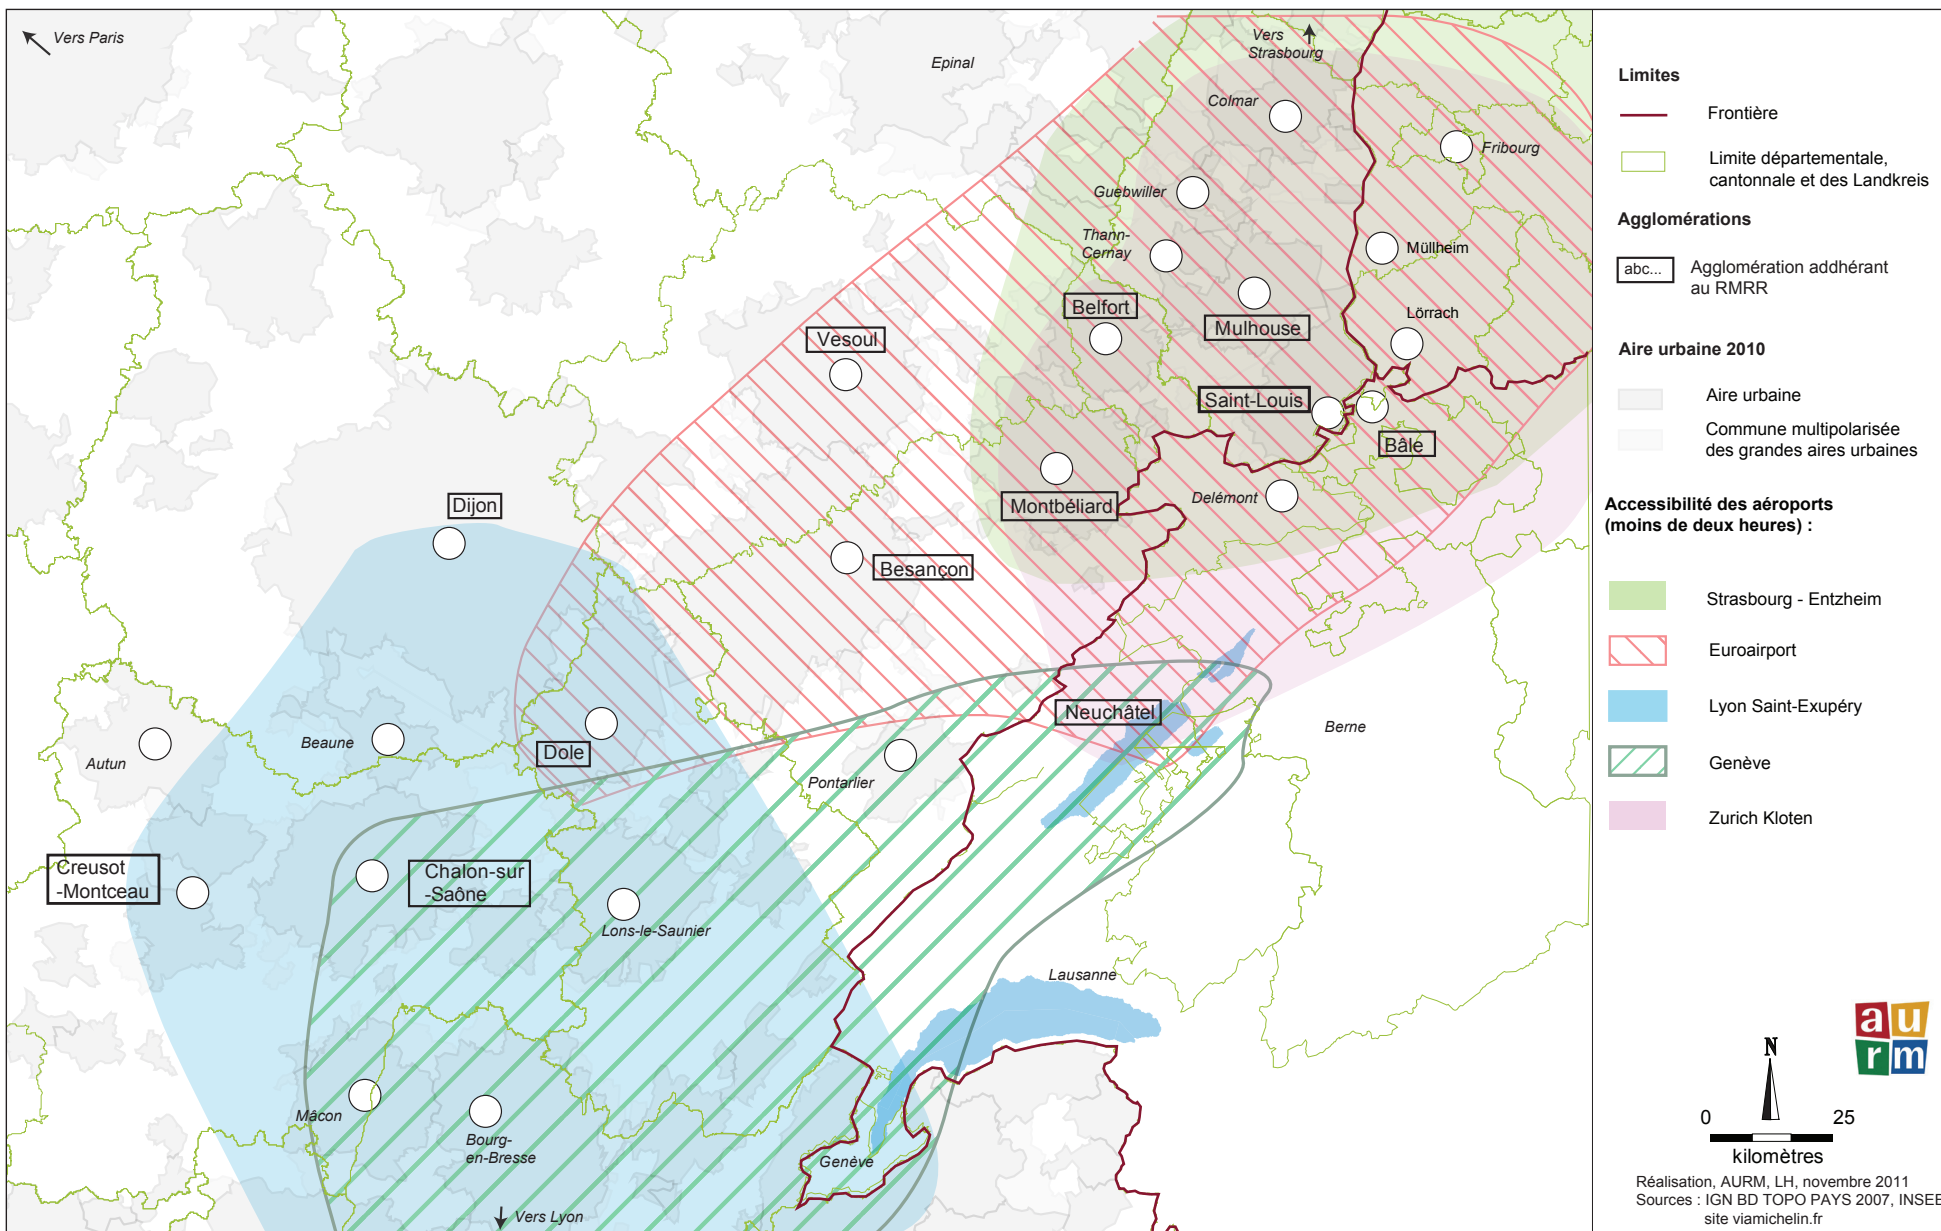 Vers Paris
Epinal
Vers
Strasbourg
Colmar
Fribourg
Guebwiller
Thann-
Cernay
Müllheim
Belfort
Mulhouse
Lörrach
Vesoul
Saint-Louis
Bâle
Dijon
Montbéliard
Delémont
Besançon
Neuchâtel
Berne
Beaune
Autun
Dole
Pontarlier
Creusot
-Montceau
Chalon-sur
-Saône
Lons-le-Saunier
Lausanne
Mâcon
Bourg-
en-Bresse
Genève
Vers Lyon
Limites
Frontière
Limite départementale,
cantonnale et des Landkreis
Agglomérations
abc...
Agglomération addhérant
au RMRR
Aire urbaine 2010
Aire urbaine
Commune multipolarisée
des grandes aires urbaines
Accessibilité des aéroports
(moins de deux heures) :
Strasbourg - Entzheim
Euroairport
Lyon Saint-Exupéry
Genève
Zurich Kloten
au
rm
N
0 25
kilomètres
Réalisation, AURM, LH, novembre 2011
Sources : IGN BD TOPO PAYS 2007, INSEE
site viamichelin.fr